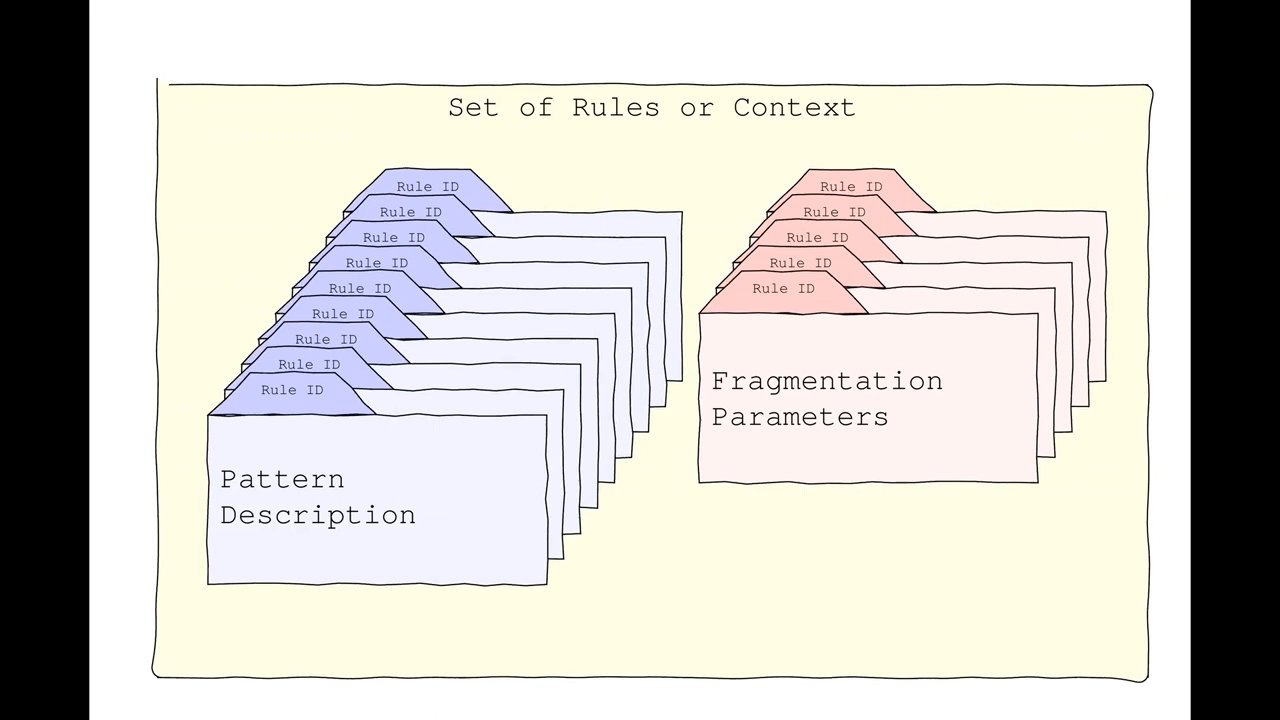 Set of Rules or Context
Rule ID
Rule ID
Rule ID
Rule ID
Rule ID
Rule ID
Rule ID
Rule ID
Rule ID
Pattern
Description
Rule ID
Rule ID
Rule ID
Rule ID
Rule ID
Fragmentation
Parameters